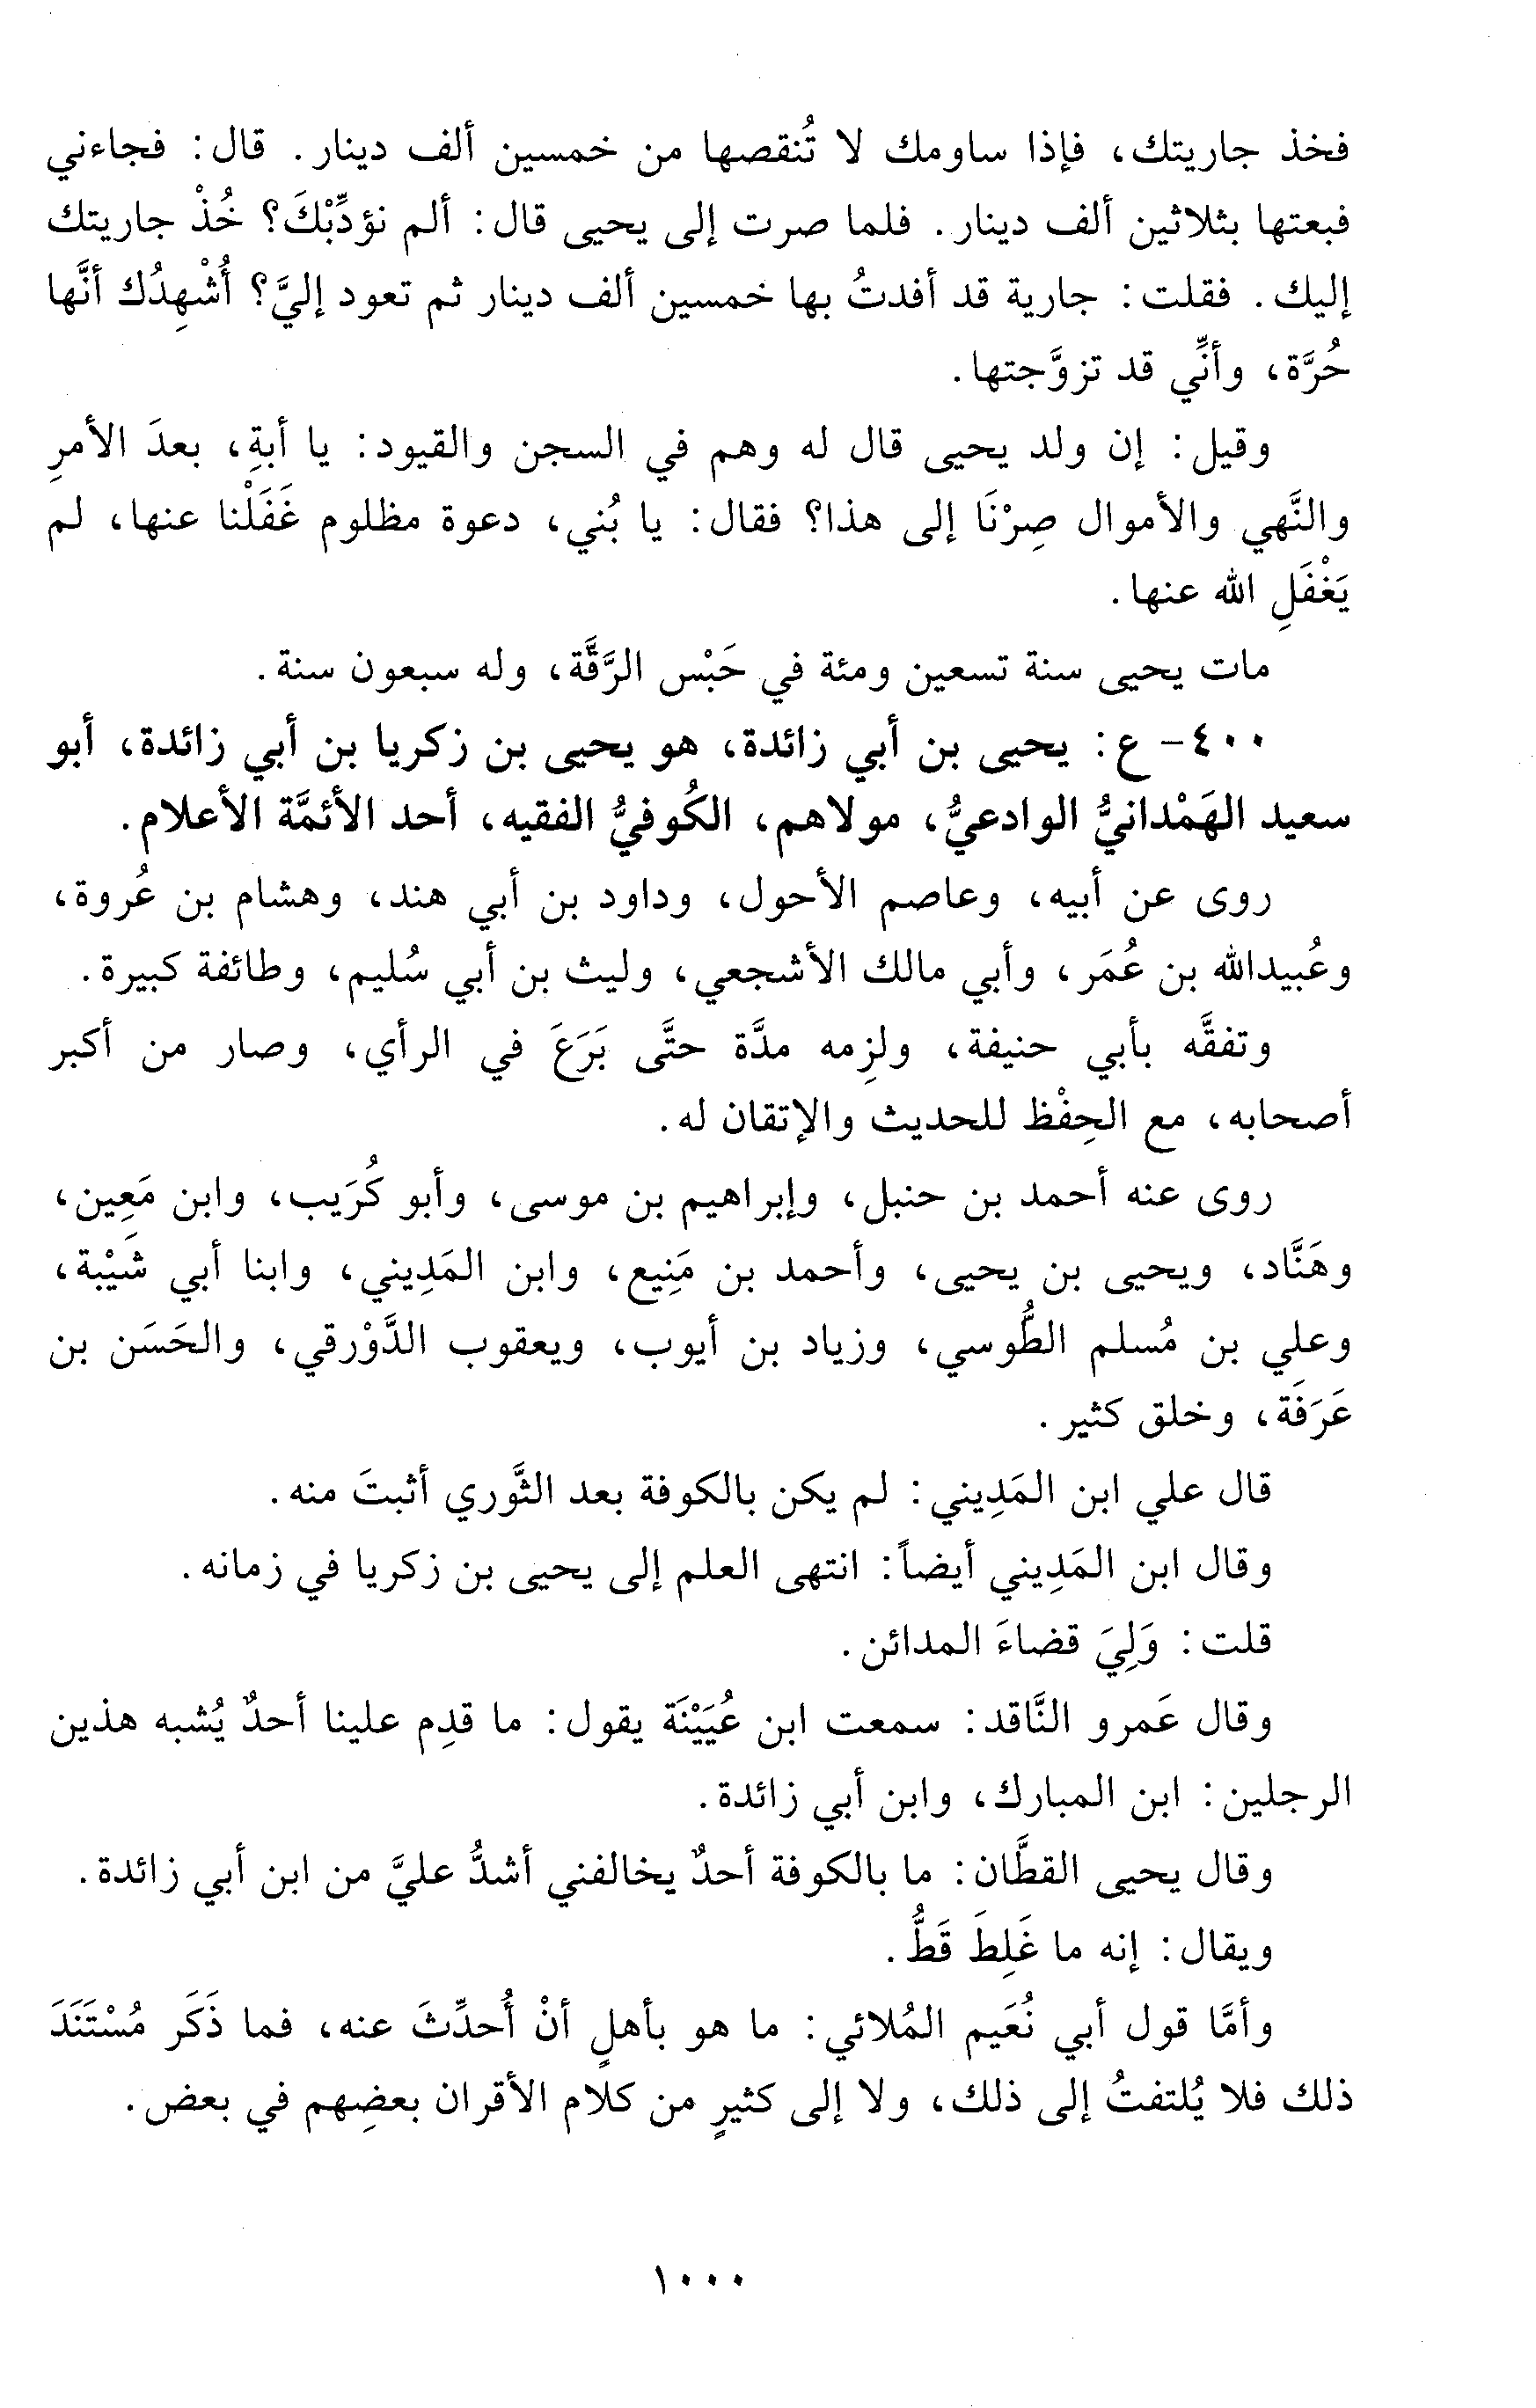 فخذ جاريتك، فإذا ساومك لا تُنقصها من خمسين ألف دينار. قال: فجاءني
فبعتها بثلاثين ألف دينار. فلما صرت إلى يحيى قال: ألم نؤدِّبْكَ؟ خُذْ جاريتك
إليك. فقلت: جارية قد أفدتُ بها خمسين ألف دينار ثم تعود إليَّ؟ أُشْهِدُك أنَّها
حُرَّة، وأنِّي قد تزوَّجتها.
وقيل: إن ولد يحيى قال له وهم في السجن والقيود: يا أبةِ، بعدَ الأمرِ
والنَّهي والأموال صِرْنَا إلى هذا؟ فقال: يا بُني، دعوة مظلوم غَفَلْنا عنها، لم
يَغْفَلِ الله عنها.
مات يحيى سنة تسعين ومئة في حَبْس الرَّقَّة، وله سبعون سنة.
٤٠٠- ع: يحيى بن أبي زائدة، هو يحيى بن زكريا بن أبي زائدة، أبو
سعيد الهَمْدانيُّ الوادعيُّ، مولاهم، الكُوفيُّ الفقيه، أحد الأئمَّة الأعلام.
روى عن أبيه، وعاصم الأحول، وداود بن أبي هند، وهشام بن عُروة،
وعُبيدالله بن عُمَر، وأبي مالك الأشجعي، وليث بن أبي سُليم، وطائفة كبيرة.
وتفقَّه بأبي حنيفة، ولزِمه مدَّة حتَّى بَرَعَ في الرأي، وصار من أكبر
أصحابه، مع الحِفْظ للحديث والإتقان له.
روى عنه أحمد بن حنبل، وإبراهيم بن موسى، وأبو كُرَيب، وابن مَعِين،
وهَنَّاد، ويحيى بن يحيى، وأحمد بن مَنِيع، وابن المَدِيني، وابنا أبي شَيْبة،
وعلي بن مُسلم الطُّوسي، وزياد بن أيوب، ويعقوب الدَّوْرقي، والحَسَن بن
عَرَفَة، وخلق كثير.
قال علي ابن المَدِيني: لم يكن بالكوفة بعد الثَّوري أثبتَ منه.
وقال ابن المَدِيني أيضاً: انتهى العلم إلى يحيى بن زكريا في زمانه.
قلت: وَلِيَ قضاءَ المدائن.
وقال عَمرو النَّاقد: سمعت ابن عُيَيْنَة يقول: ما قدِم علينا أحدٌ يُشبه هذين
الرجلين: ابن المبارك، وابن أبي زائدة.
وقال يحيى القطَّان: ما بالكوفة أحدٌ يخالفني أشدُّ عليَّ من ابن أبي زائدة.
ويقال: إنه ما غَلِطَ قَطُّ.
وأمَّا قول أبي نُعَيم المُلائي: ما هو بأهلٍ أنْ أُحدِّثَ عنه، فما ذَكَر مُسْتَنَدَ
ذلك فلا يُلتفتُ إلى ذلك، ولا إلى كثيرٍ من كلام الأقران بعضِهم في بعض.
١٠٠٠